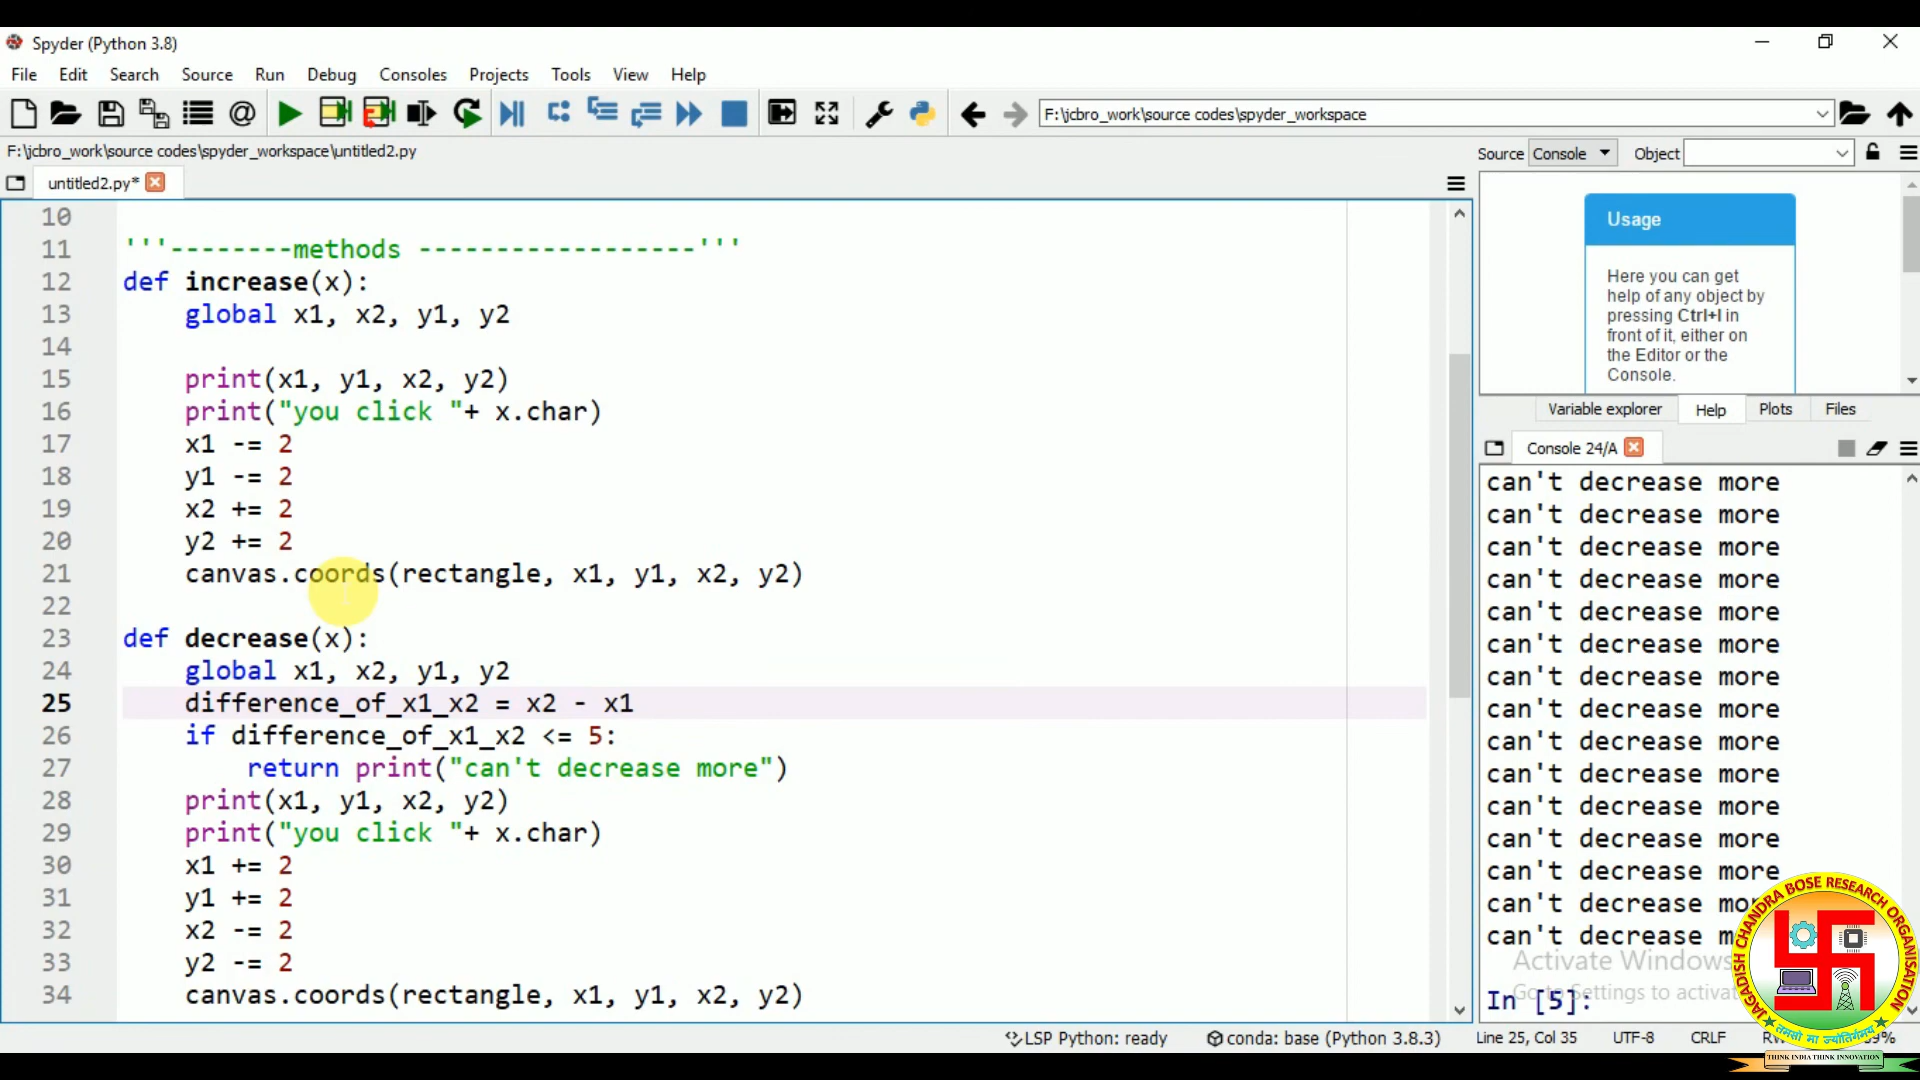 Spyder (Python 3.8)
File Edit Search Source Run Debug Consoles Projects Tools View Help
F:\jcbro_work\source codes\spyder_workspace
F:\jcbro_work\source codes\spyder_workspace\untitled2.py
Source Console Object
untitled2.py*
10
11 '''--------methods ------------------'''
12 def increase(x):
13 global x1, x2, y1, y2
14
15 print(x1, y1, x2, y2)
16 print("you click "+ x.char)
17 x1 -= 2
18 y1 -= 2
19 x2 += 2
20 y2 += 2
21 canvas.coords(rectangle, x1, y1, x2, y2)
22
23 def decrease(x):
24 global x1, x2, y1, y2
25 difference_of_x1_x2 = x2 - x1
26 if difference_of_x1_x2 <= 5:
27 return print("can't decrease more")
28 print(x1, y1, x2, y2)
29 print("you click "+ x.char)
30 x1 += 2
31 y1 += 2
32 x2 -= 2
33 y2 -= 2
34 canvas.coords(rectangle, x1, y1, x2, y2)
Usage
Here you can get
help of any object by
pressing Ctrl+I in
front of it, either on
the Editor or the
Console.
Variable explorer Help Plots Files
Console 24/A
can't decrease more
can't decrease more
can't decrease more
can't decrease more
can't decrease more
can't decrease more
can't decrease more
can't decrease more
can't decrease more
can't decrease more
can't decrease more
can't decrease more
can't decrease more
can't decrease
can't decrease
In [5]:
Activate Windows
Go to Settings to
LSP Python: ready conda: base (Python 3.8.3) Line 25, Col 35 UTF-8 CRLF
JAGADISH CHANDRA BOSE RESEARCH ORGANISATION
तमसो मा ज्योतिर्गमय
THINK INDIA THINK INNOVATION